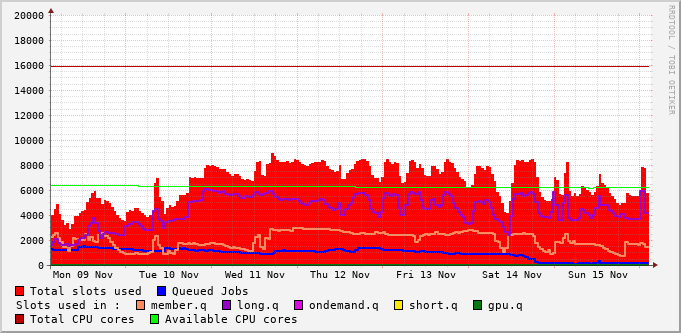 20000
18000
16000
14000
12000
10000
8000
6000
4000
2000
0
Mon 09 Nov Tue 10 Nov Wed 11 Nov Thu 12 Nov Fri 13 Nov Sat 14 Nov Sun 15 Nov
Total slots used Queued Jobs
Slots used in : member.q long.q ondemand.q short.q gpu.q
Total CPU cores Available CPU cores
RRDTOOL / TOBI OETIKER